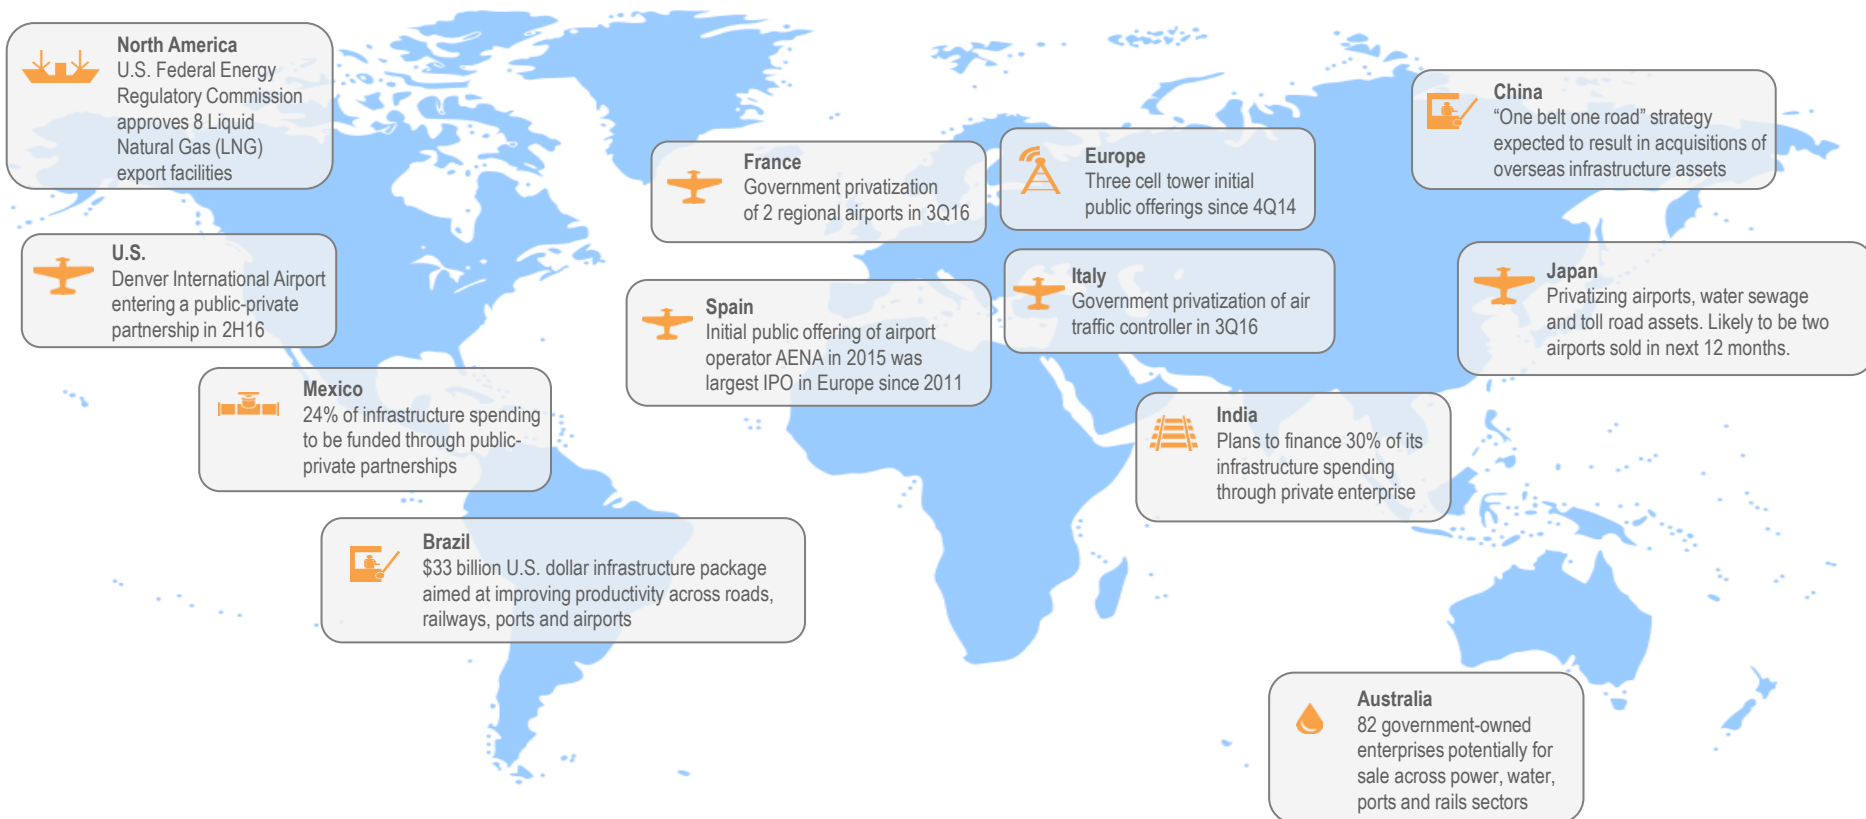 North America
U.S. Federal Energy
Regulatory Commission
approves 8 Liquid
Natural Gas (LNG)
export facilities
U.S.
Denver International Airport
entering a public-private
partnership in 2H16
Mexico
24% of infrastructure spending
to be funded through public-
private partnerships
Brazil
$33 billion U.S. dollar infrastructure package
aimed at improving productivity across roads,
railways, ports and airports
France
Government privatization
of 2 regional airports in 3Q16
Spain
Initial public offering of airport
operator AENA in 2015 was
largest IPO in Europe since 2011
Europe
Three cell tower initial
public offerings since 4Q14
Italy
Government privatization of air
traffic controller in 3Q16
India
Plans to finance 30% of its
infrastructure spending
through private enterprise
China
“One belt one road” strategy
expected to result in acquisitions of
overseas infrastructure assets
Japan
Privatizing airports, water sewage
and toll road assets. Likely to be two
airports sold in next 12 months.
Australia
82 government-owned
enterprises potentially for
sale across power, water,
ports and rails sectors